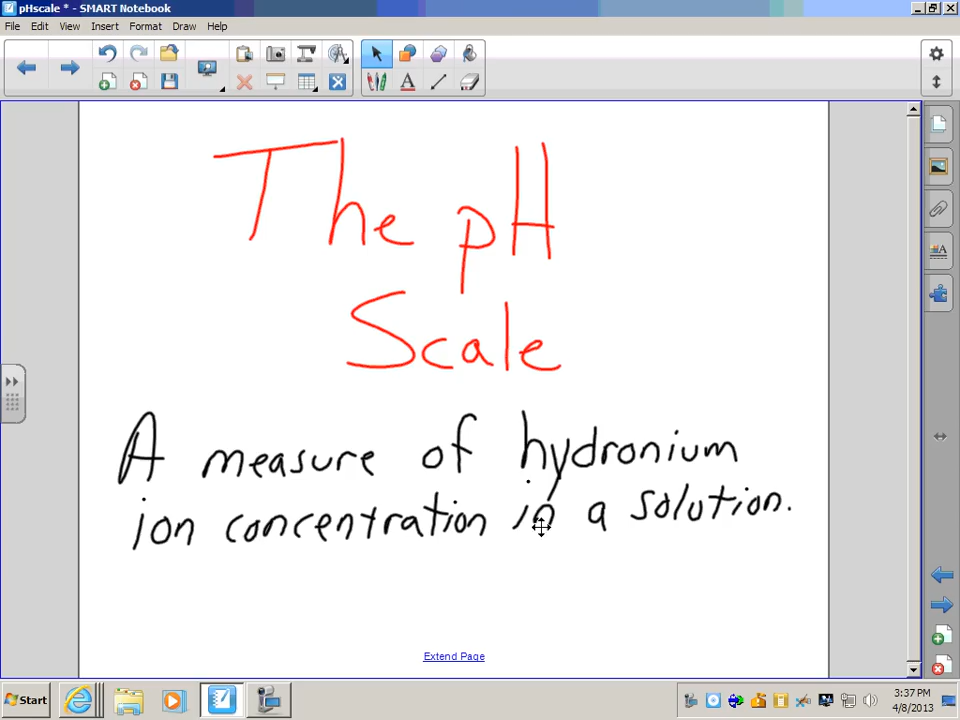 pHscale * - SMART Notebook
File Edit View Insert Format Draw Help
The pH
Scale
A measure of hydronium
ion concentration in a solution.
Extend Page
Start
3:37 PM
4/8/2013